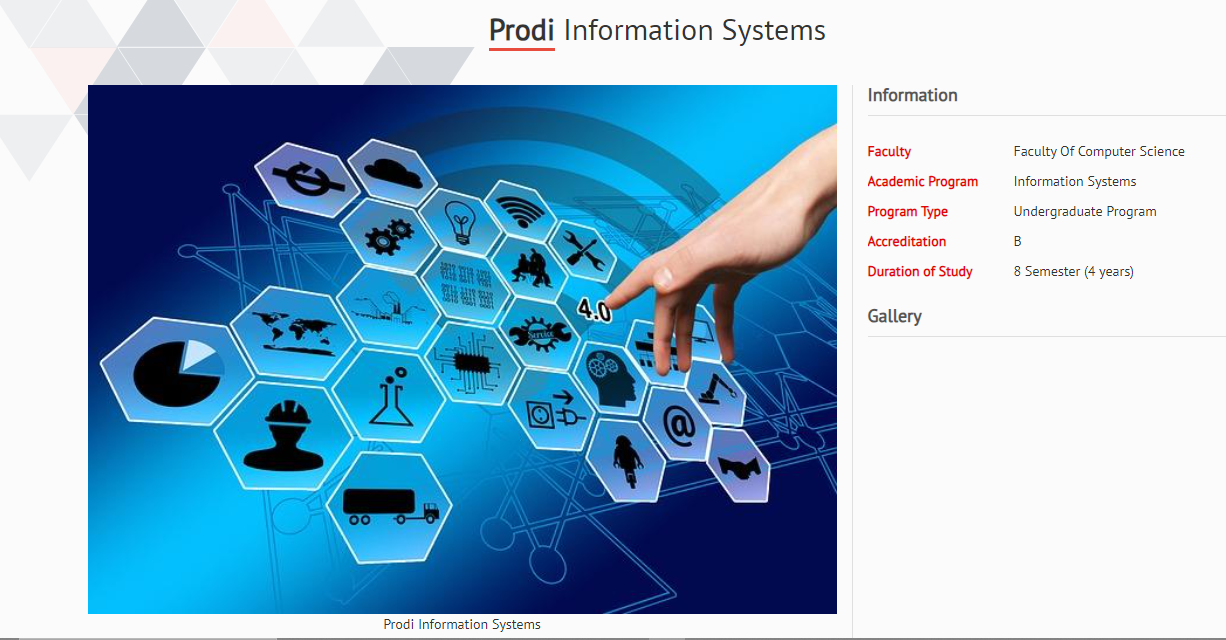 Prodi Information Systems
4.0
Service
@
Prodi Information Systems
Information
Faculty Faculty Of Computer Science
Academic Program Information Systems
Program Type Undergraduate Program
Accreditation B
Duration of Study 8 Semester (4 years)
Gallery